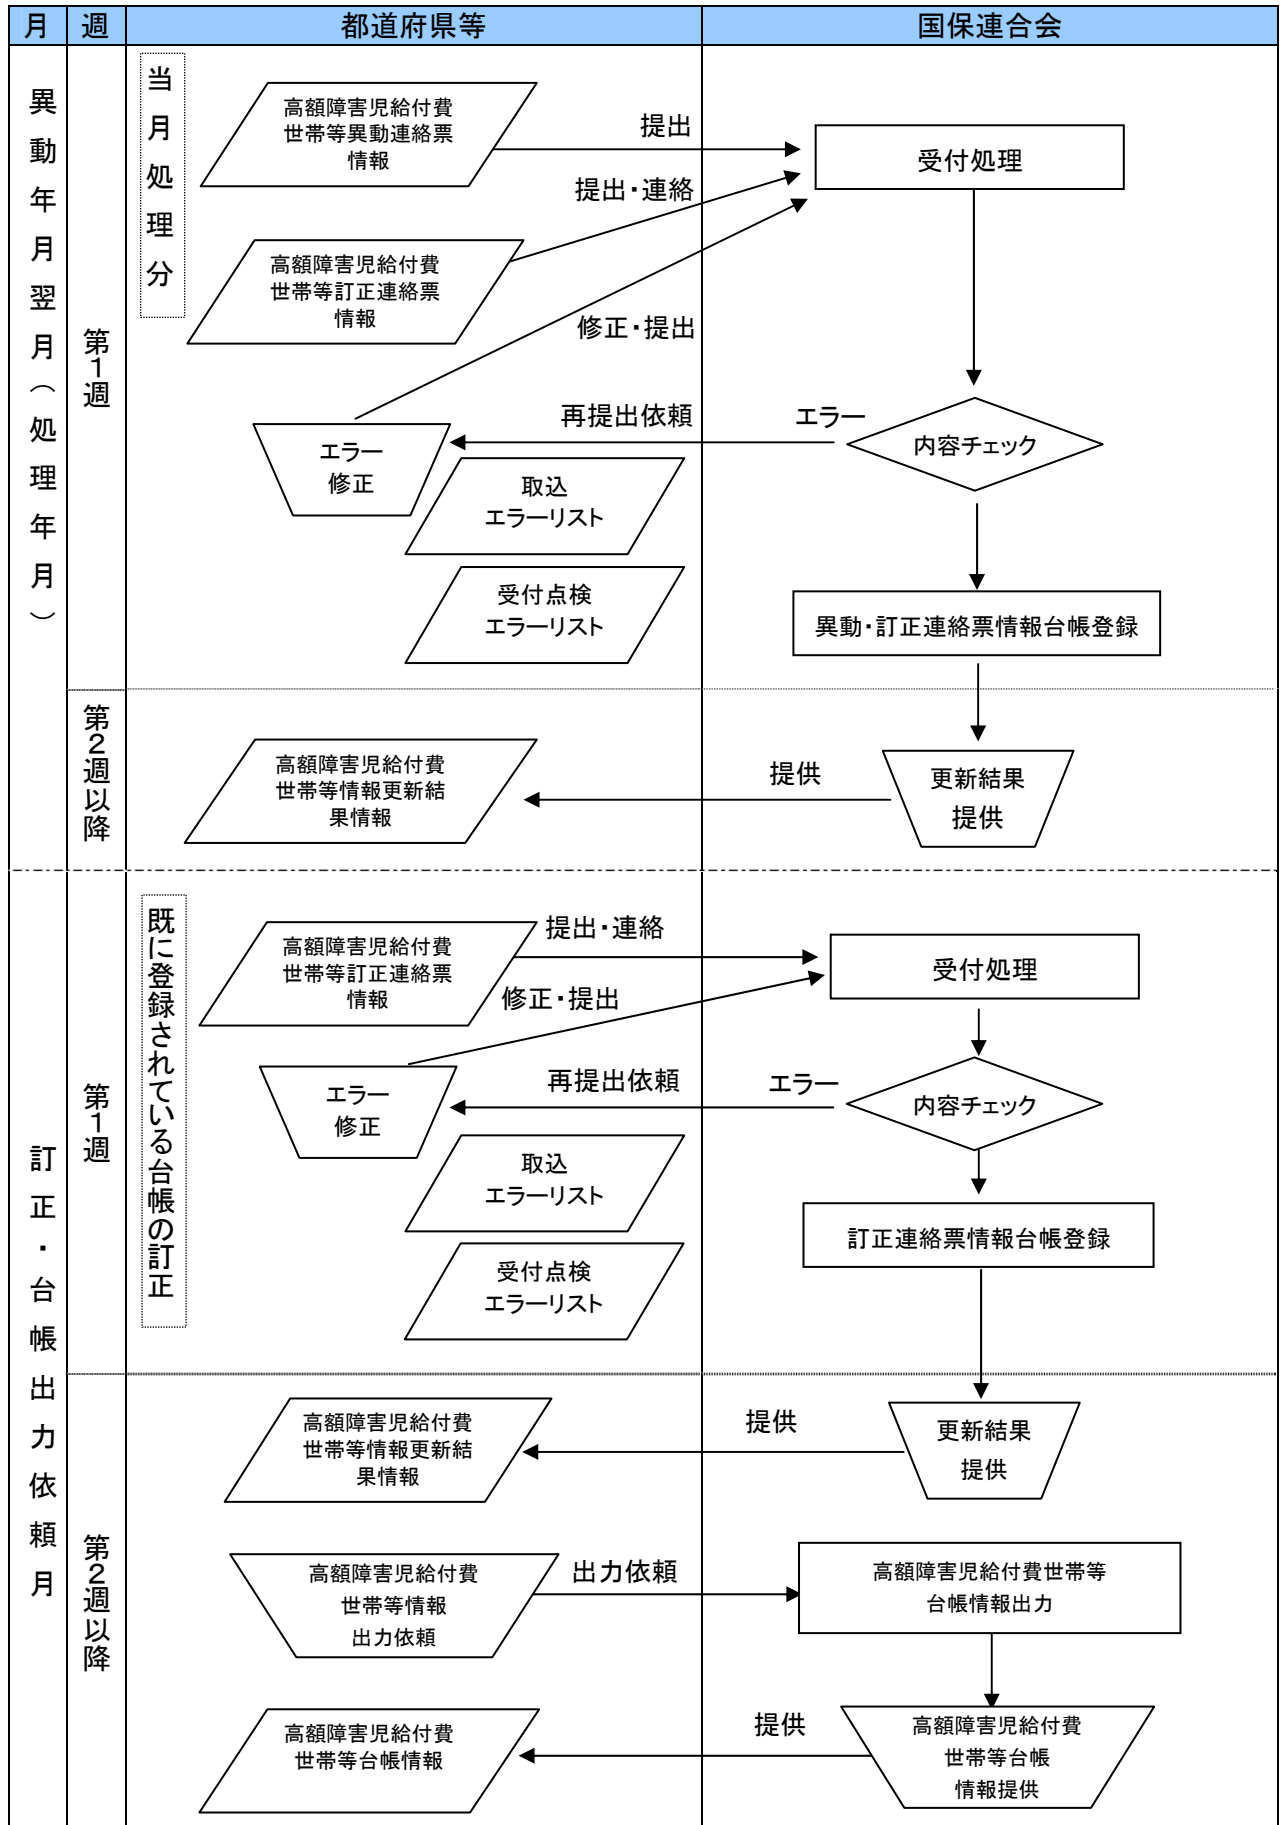 月
週
都道府県等
国保連合会
異動年月翌月（処理年月）
第1週
当月処理分
高額障害児給付費
世帯等異動連絡票
情報
提出
受付処理
提出・連絡
高額障害児給付費
世帯等訂正連絡票
情報
修正・提出
再提出依頼
エラー
内容チェック
エラー
修正
取込
エラーリスト
受付点検
エラーリスト
異動・訂正連絡票情報台帳登録
第2週以降
高額障害児給付費
世帯等情報更新結
果情報
提供
更新結果
提供
訂正・台帳出力依頼月
第1週
既に登録されている台帳の訂正
高額障害児給付費
世帯等訂正連絡票
情報
提出・連絡
受付処理
修正・提出
再提出依頼
エラー
内容チェック
エラー
修正
取込
エラーリスト
受付点検
エラーリスト
訂正連絡票情報台帳登録
第2週以降
高額障害児給付費
世帯等情報更新結
果情報
提供
更新結果
提供
高額障害児給付費
世帯等情報
出力依頼
出力依頼
高額障害児給付費世帯等
台帳情報出力
高額障害児給付費
世帯等台帳情報
提供
高額障害児給付費
世帯等台帳
情報提供